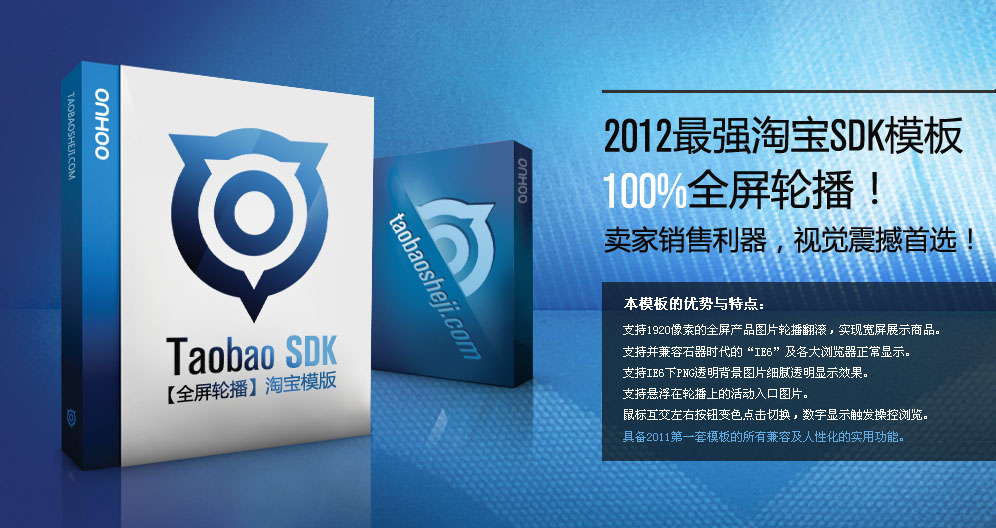 onhoo
TAOBAOSHEJI.COM
Taobao SDK
【全屏轮播】淘宝模版
onhoo
taobaosheji.com
2012最强淘宝SDK模板
100%全屏轮播！
卖家销售利器，视觉震撼首选！
本模板的优势与特点：
支持1920像素的全屏产品图片轮播翻滚，实现宽屏展示商品。
支持并兼容石器时代的“IE6”及各大浏览器正常显示。
支持IE6下PNG透明背景图片细腻透明显示效果。
支持悬浮在轮播上的活动入口图片。
鼠标互交左右按钮变色点击切换，数字显示触发操控浏览。
具备2011第一套模板的所有兼容及人性化的实用功能。